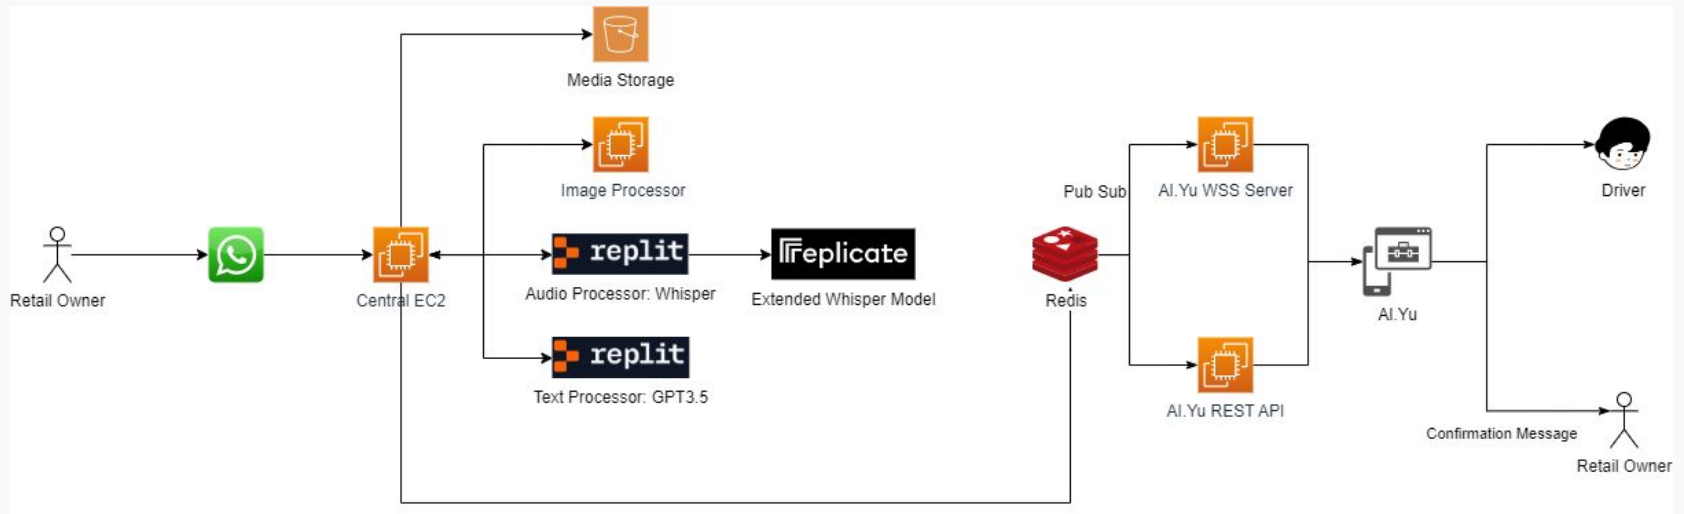 Media Storage
Image Processor
Retail Owner
Central EC2
replit
Audio Processor: Whisper
replicate
Extended Whisper Model
replit
Text Processor: GPT3.5
Redis
Pub Sub
AI.Yu WSS Server
AI.Yu REST API
AI.Yu
Driver
Confirmation Message
Retail Owner